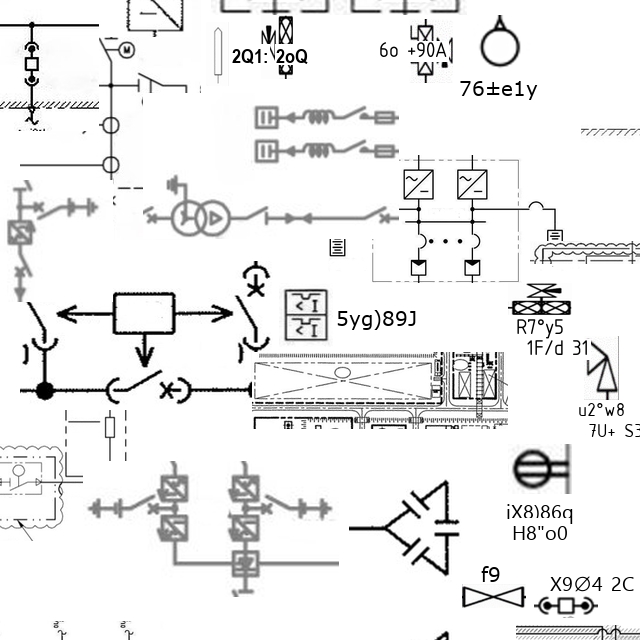 M
2Q1:\2oQ
6o +90A
76±e1y
5yg)89J
R7°y5
1F/d 31
u2°w8
7U+ S3
iX8)86q
H8"o0
f9
X9∅4 2C